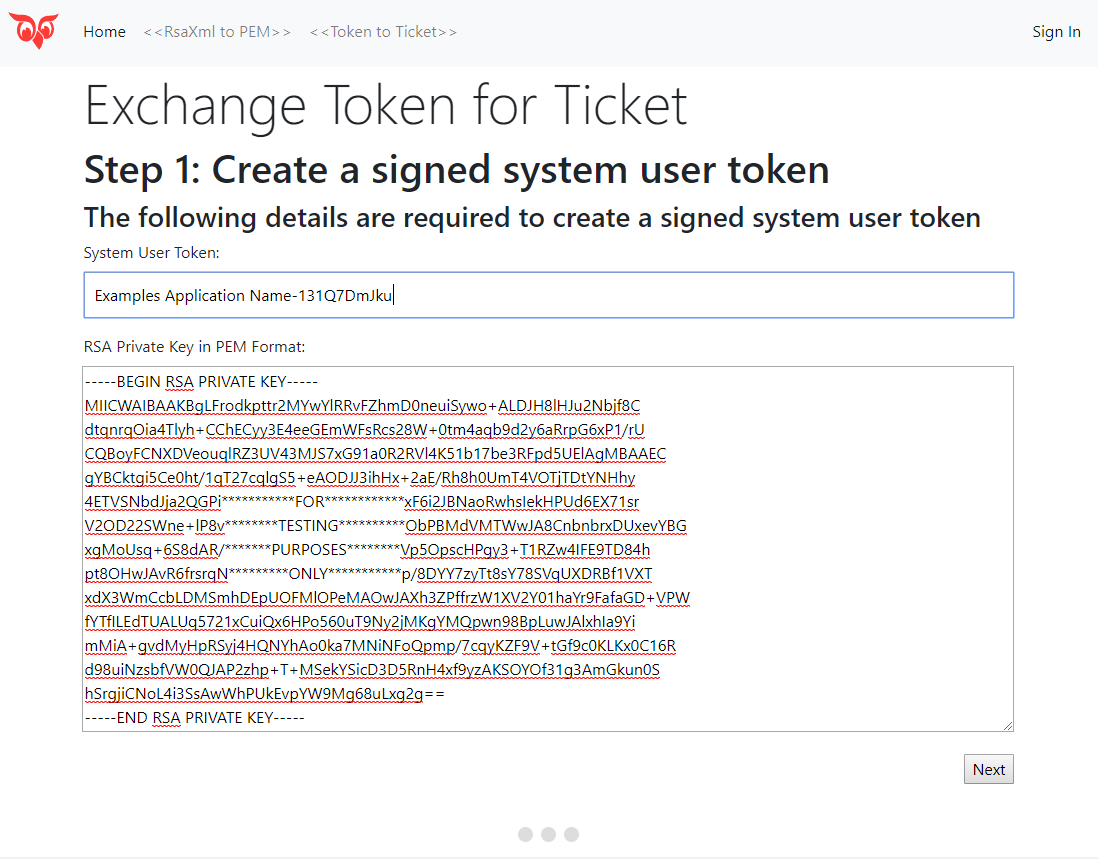 Home <<RsaXml to PEM>> <<Token to Ticket>> Sign In
Exchange Token for Ticket
Step 1: Create a signed system user token
The following details are required to create a signed system user token
System User Token:
Examples Application Name-131Q7DmJku
RSA Private Key in PEM Format:
-----BEGIN RSA PRIVATE KEY-----
MIICWAIBAAKBgLFrodkpttr2MYwYlRRvFZhmD0neuiSywo+ALDJH8lHJu2Nbjf8C
dtqnrqOia4Tlyh+CChECyy3E4eeGEmWFsRcs28W+0tm4aqb9d2y6aRrpG6xP1/rU
CQBoyFCNXDVeouqlRZ3UV43MJS7xG91a0R2RVl4K51b17be3RFpd5UElAgMBAAEC
gYBCktgi5Ce0ht/1qT27cqlgS5+eAODJJ3ihHx+2aE/Rh8h0UmT4VOTjTDtYNHhy
4ETVSNbdJja2QGPi***********FOR************xF6i2JBNaoRwhsIekHPUd6EX71sr
V2OD22SWne+lP8v********TESTING**********ObPBMdVMTWwJA8CnbnbrxDUxevYBG
xgMoUsq+6S8dAR/*******PURPOSES********Vp5OpscHPgy3+T1RZw4IFE9TD84h
pt8OHwJAvR6frsrqN*********ONLY***********p/8DYY7zyTt8sY78SVqUXDRBf1VXT
xdX3WmCcbLDMSmhDEpUOFMlOPeMAOwJAXh3ZPffrzW1XV2Y01haYr9FafaGD+VPW
fYTfILEdTUALUq5721xCuiQx6HPo560uT9Ny2jMKgYMQpwn98BpLuwJAlxhIa9Yi
mMiA+gvdMyHpRSyj4HQNYhAo0ka7MNiNFoQpmp/7cqyKZF9V+tGf9c0KLKx0C16R
d98uiNzsbfVW0QJAP2zhp+T+MSekYSicD3D5RnH4xf9yzAKSOYOf31g3AmGkun0S
hSrgjiCNoL4i3SsAwWhPUkEvpYW9Mg68uLxg2g==
-----END RSA PRIVATE KEY-----
Next